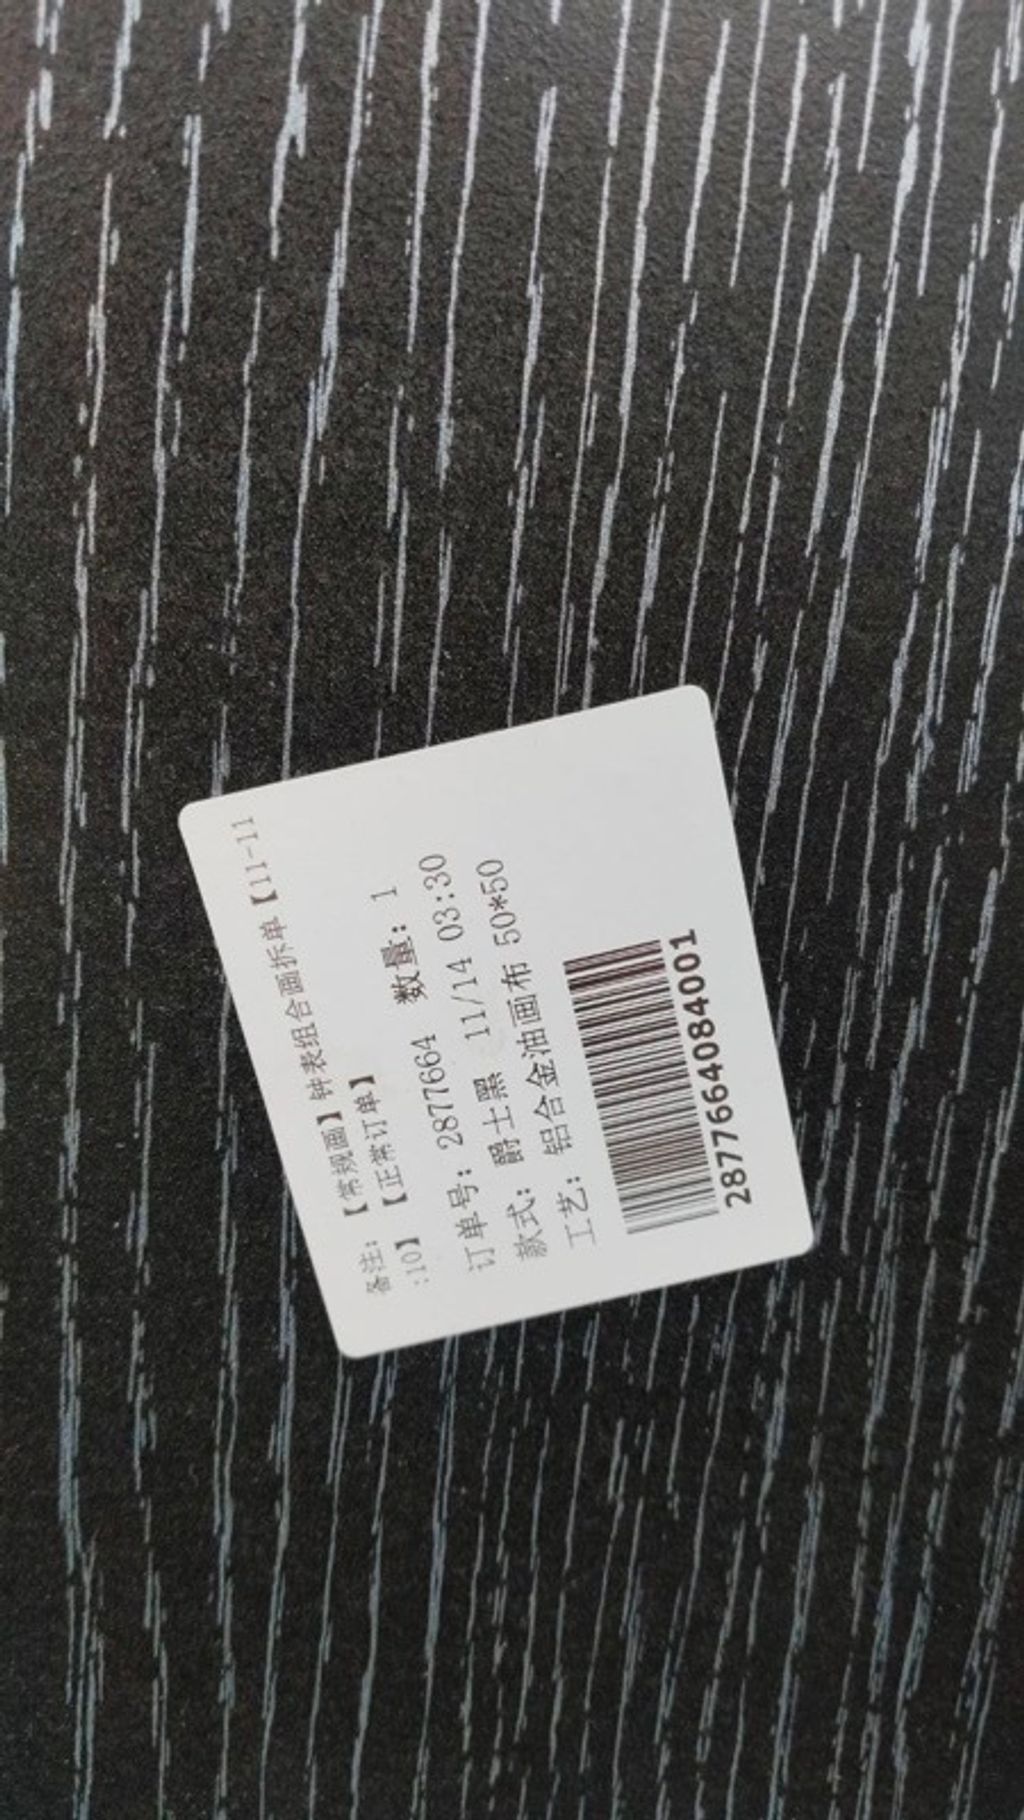 备注:【常规画】钟表组合画拆单【11-11
:10】【正常订单】
订单号: 2877664 数量: 1
款式: 爵士黑 11/14 03:30
工艺: 铝合金油画布 50*50
2877664084001